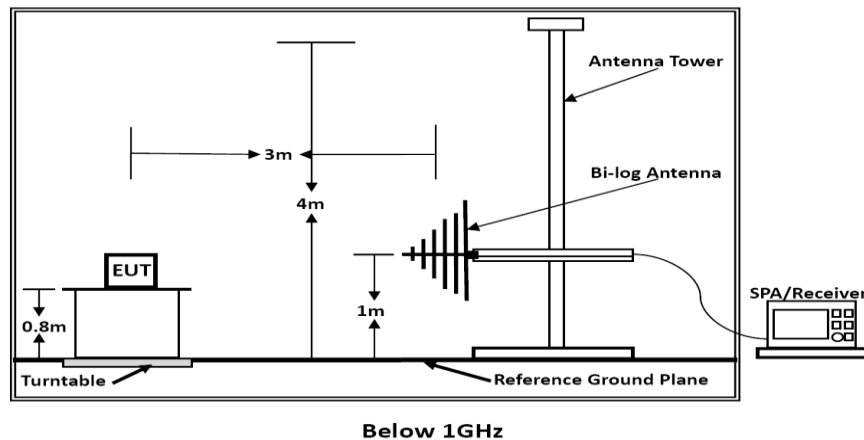 Antenna Tower
3m
Bi-log Antenna
4m
EUT
1m
SPA/Receiver
0.8m
Turntable
Reference Ground Plane
Below 1GHz